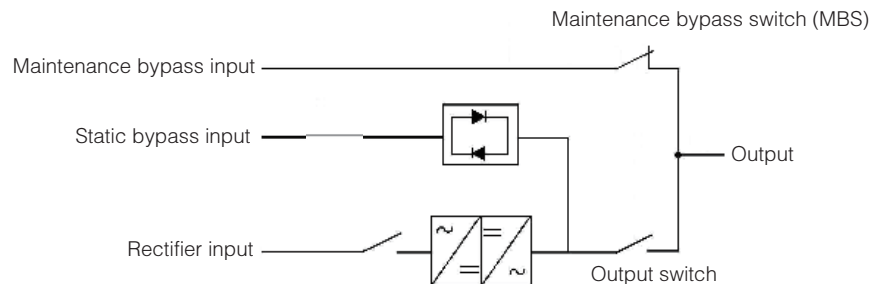 Maintenance bypass switch (MBS)
Maintenance bypass input
Static bypass input
Output
Rectifier input
Output switch